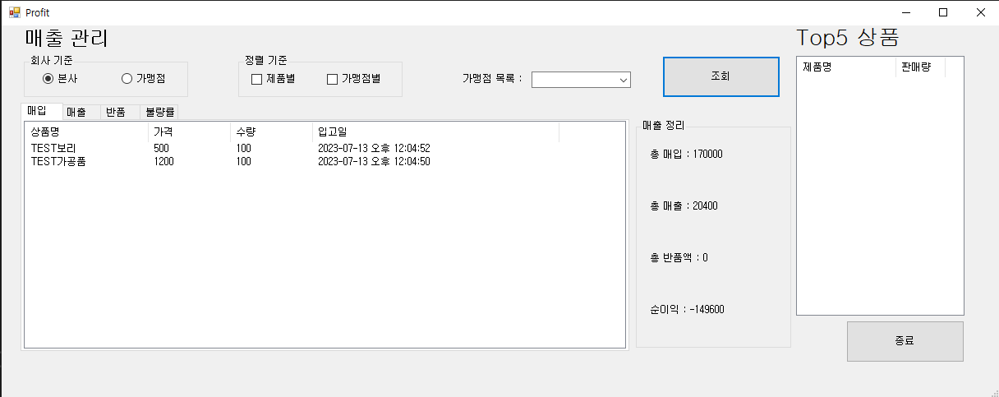 Profit
매출 관리
Top5 상품
회사 기준
본사 가맹점
정렬 기준
제품별 가맹점별
가맹점 목록 :
조회
제품명 판매량
매입 매출 반품 불량률
상품명 가격 수량 입고일
TEST보리 500 100 2023-07-13 오후 12:04:52
TEST가공품 1200 100 2023-07-13 오후 12:04:50
매출 정리
총 매입 : 170000
총 매출 : 20400
총 반품액 : 0
순이익 : -149600
종료